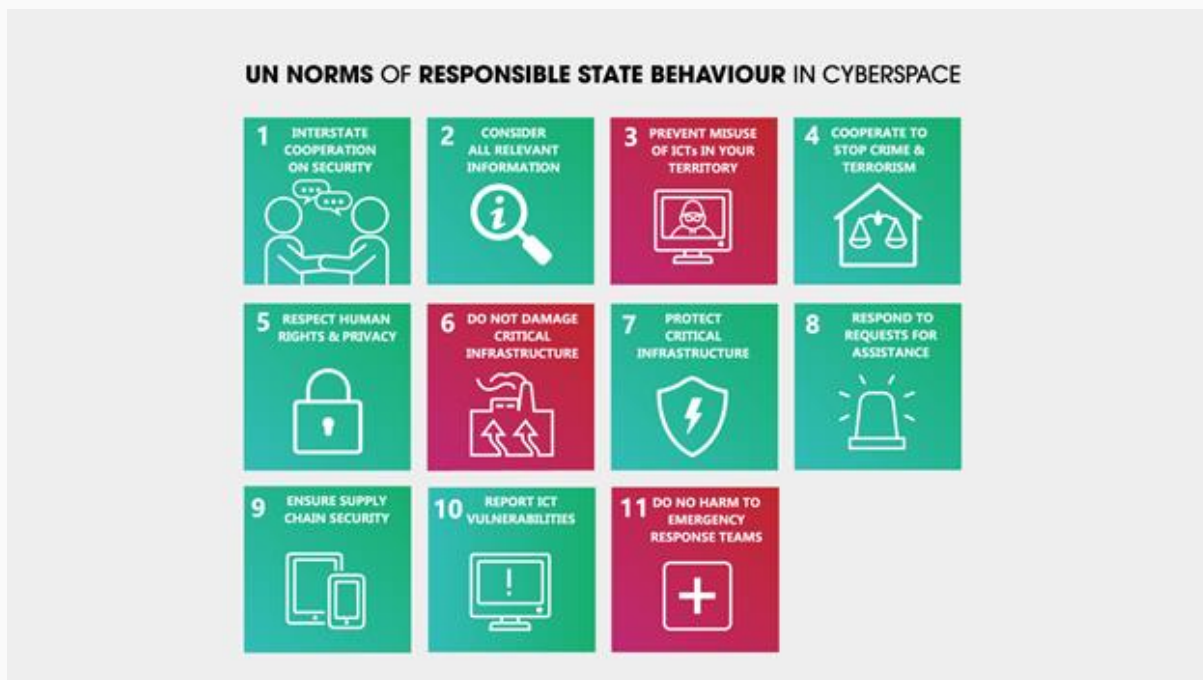 UN NORMS OF RESPONSIBLE STATE BEHAVIOUR IN CYBERSPACE
1 INTERSTATE
COOPERATION
ON SECURITY
2 CONSIDER
ALL RELEVANT
INFORMATION
i
3 PREVENT MISUSE
OF ICTs IN YOUR
TERRITORY
4 COOPERATE TO
STOP CRIME &
TERRORISM
5 RESPECT HUMAN
RIGHTS & PRIVACY
6 DO NOT DAMAGE
CRITICAL
INFRASTRUCTURE
7 PROTECT
CRITICAL
INFRASTRUCTURE
8 RESPOND TO
REQUESTS FOR
ASSISTANCE
9 ENSURE SUPPLY
CHAIN SECURITY
10 REPORT ICT
VULNERABILITIES
!
11 DO NO HARM TO
EMERGENCY
RESPONSE TEAMS